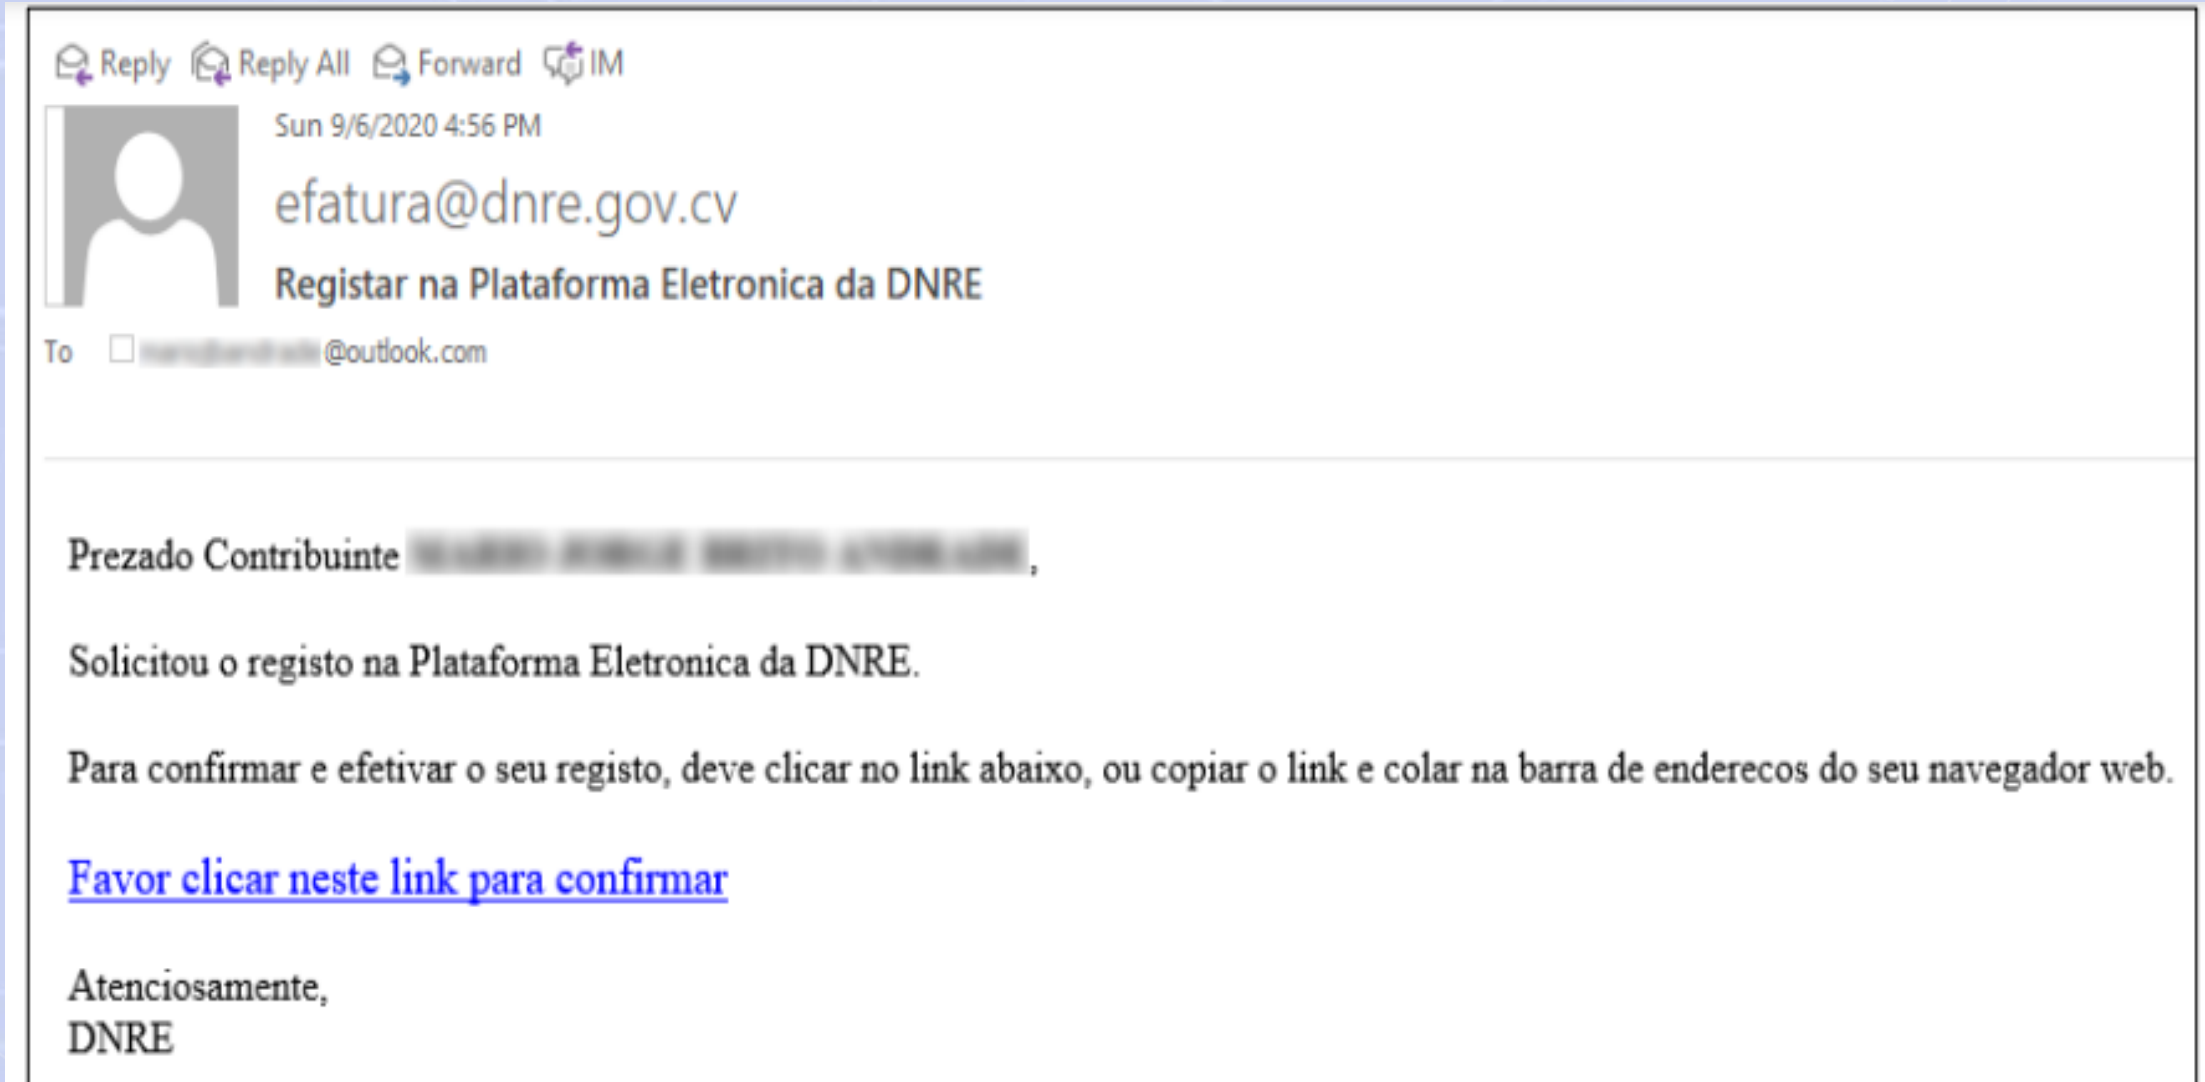 Reply Reply All Forward IM
Sun 9/6/2020 4:56 PM
efatura@dnre.gov.cv
Registar na Plataforma Eletronica da DNRE
To @outlook.com
Prezado Contribuinte ,
Solicitou o registo na Plataforma Eletronica da DNRE.
Para confirmar e efetivar o seu registo, deve clicar no link abaixo, ou copiar o link e colar na barra de enderecos do seu navegador web.
Favor clicar neste link para confirmar
Atenciosamente,
DNRE